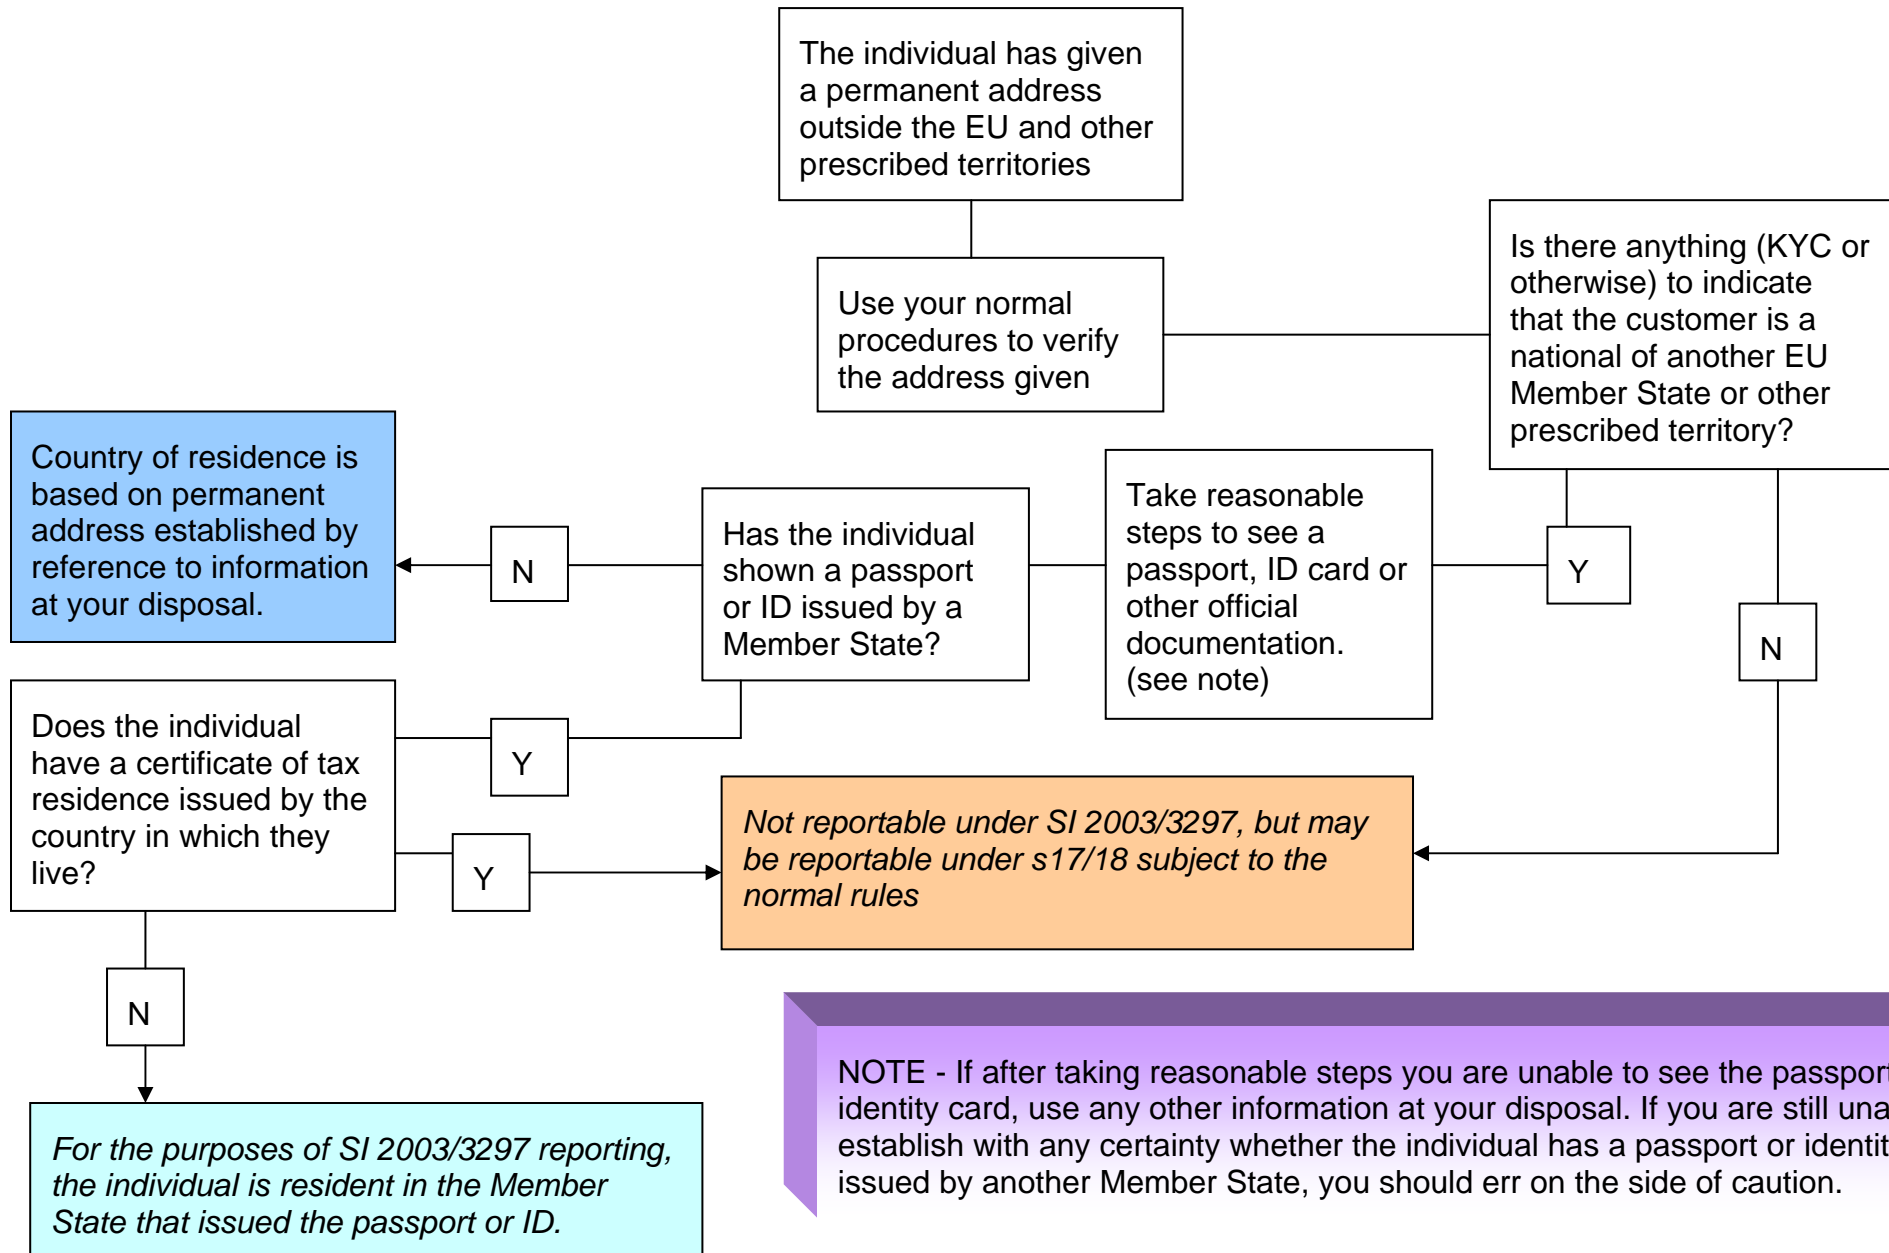 The individual has given
a permanent address
outside the EU and other
prescribed territories
Use your normal
procedures to verify
the address given
Is there anything (KYC or
otherwise) to indicate
that the customer is a
national of another EU
Member State or other
prescribed territory?
Country of residence is
based on permanent
address established by
reference to information
at your disposal.
N
Has the individual
shown a passport
or ID issued by a
Member State?
Take reasonable
steps to see a
passport, ID card or
other official
documentation.
(see note)
Y
N
Does the individual
have a certificate of tax
residence issued by the
country in which they
live?
Y
Y
Not reportable under SI 2003/3297, but may
be reportable under s17/18 subject to the
normal rules
N
For the purposes of SI 2003/3297 reporting,
the individual is resident in the Member
State that issued the passport or ID.
NOTE - If after taking reasonable steps you are unable to see the passport
identity card, use any other information at your disposal. If you are still
establish with any certainty whether the individual has a passport or
issued by another Member State, you should err on the side of caution.